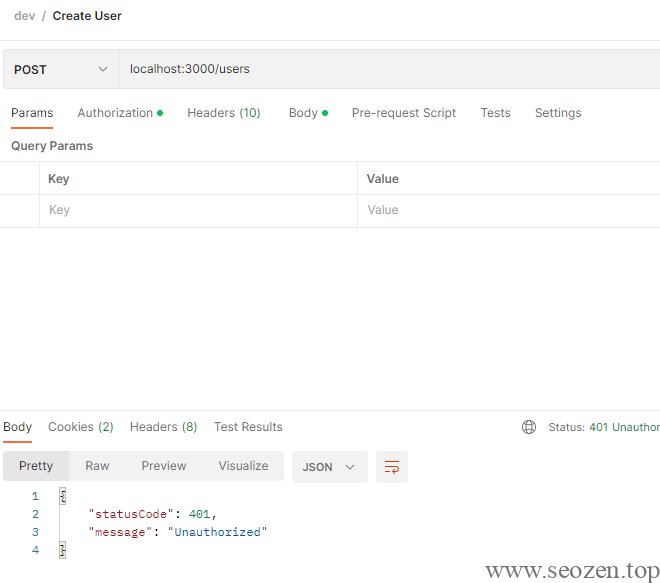 dev / Create User
POST localhost:3000/users
Params Authorization Headers (10) Body Pre-request Script Tests Settings
Query Params
Key Value
Key Value
Body Cookies (2) Headers (8) Test Results Status: 401 Unauthor
Pretty Raw Preview Visualize JSON
1 {
2 "statusCode": 401,
3 "message": "Unauthorized"
4 }
www.seozen.top